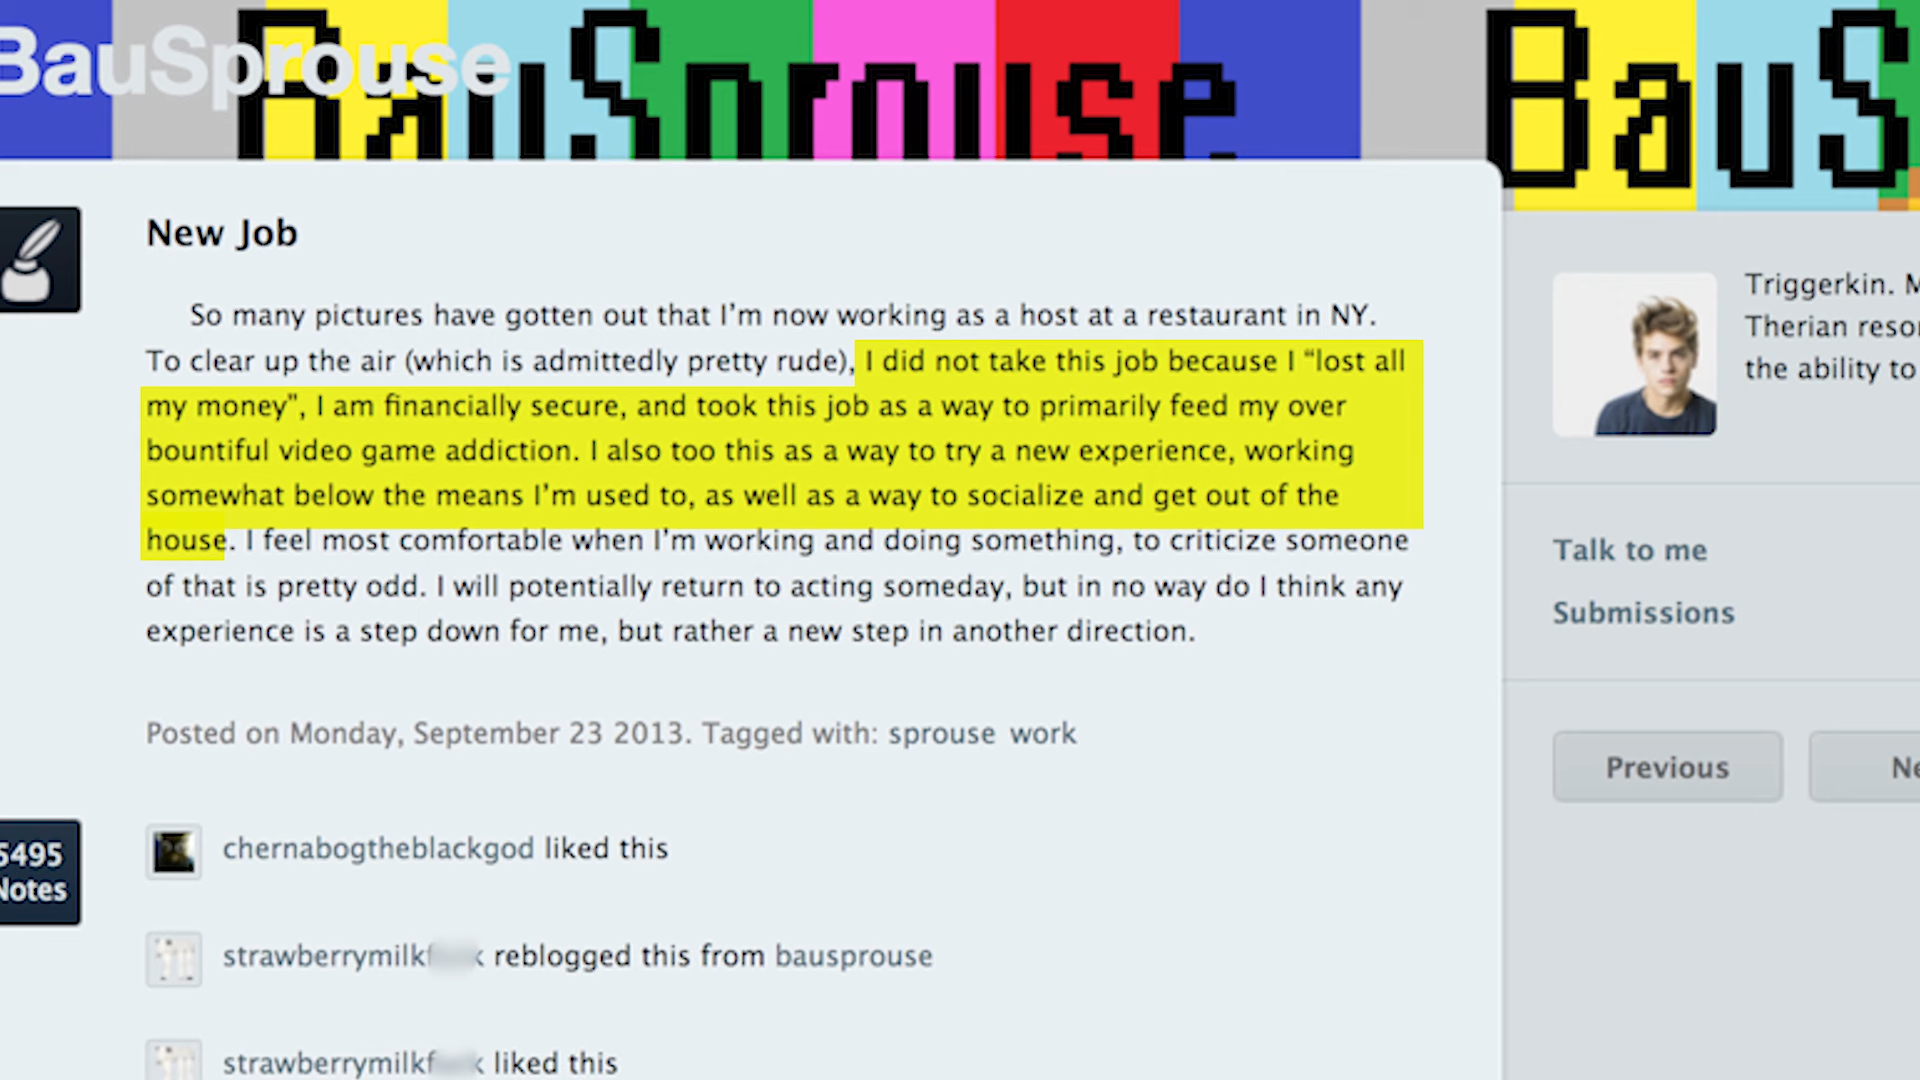 BauSprouse
BauSprouse
BauS
New Job
So many pictures have gotten out that I'm now working as a host at a restaurant in NY.
To clear up the air (which is admittedly pretty rude), I did not take this job because I “lost all
my money”, I am financially secure, and took this job as a way to primarily feed my over
bountiful video game addiction. I also too this as a way to try a new experience, working
somewhat below the means I'm used to, as well as a way to socialize and get out of the
house. I feel most comfortable when I'm working and doing something, to criticize someone
of that is pretty odd. I will potentially return to acting someday, but in no way do I think any
experience is a step down for me, but rather a new step in another direction.
Posted on Monday, September 23 2013. Tagged with: sprouse work
5495
Notes
chernabogtheblackgod liked this
reblogged this from bausprouse
liked this
Triggerkin.
Therian
the ability to
Talk to me
Submissions
Previous